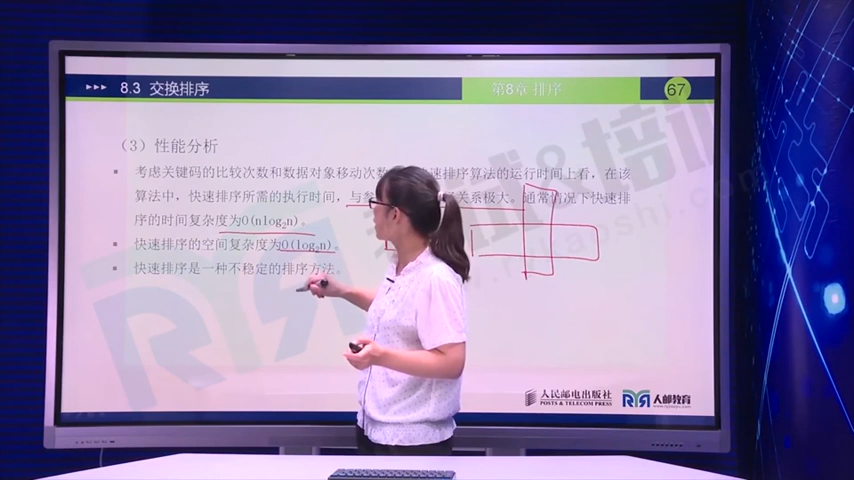 8.3 交换排序
第8章 排序
67
（3）性能分析
考虑关键码的比较次数和数据对象移动次数 速排序算法的运行时间上看，在该
算法中，快速排序所需的执行时间，与参 关系极大。通常情况下快速排
序的时间复杂度为O(nlog₂n)。
快速排序的空间复杂度为O(log₂n)。
快速排序是一种不稳定的排序方法。
人民邮电出版社
POSTS & TELECOM PRESS
人邮教育